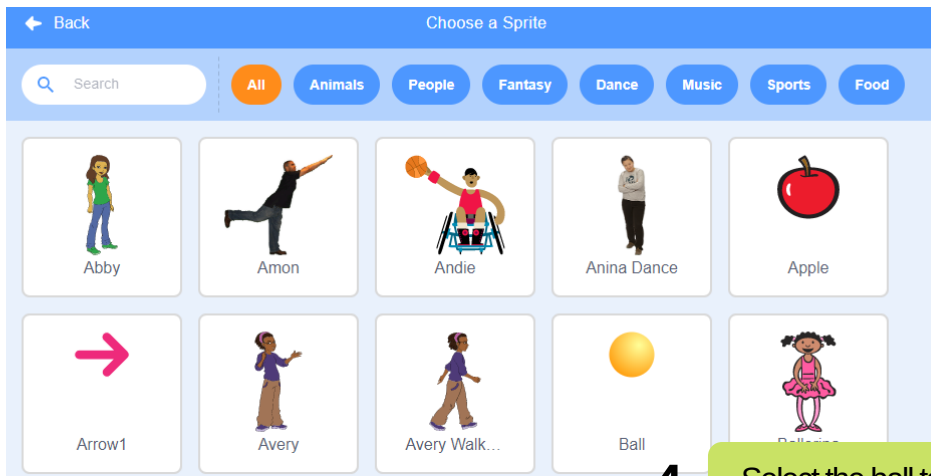 Back
Choose a Sprite
Search
All Animals People Fantasy Dance Music Sports Food
Abby Amon Andie Anina Dance Apple
Arrow1 Avery Avery Walk... Ball
4
Select the ball